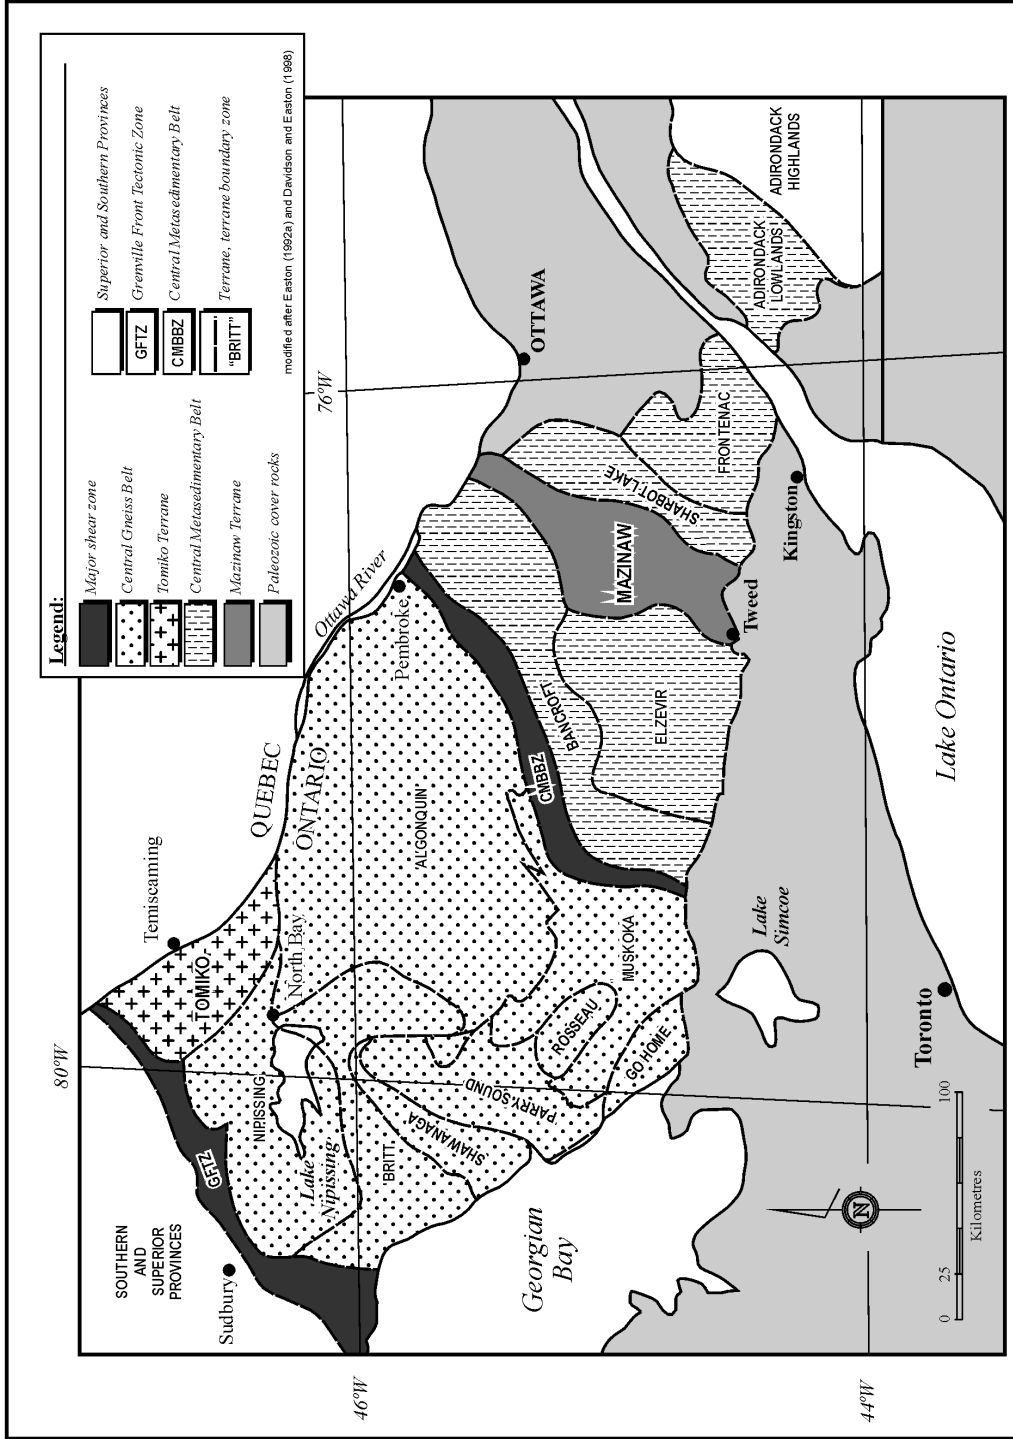 Legend:
Major shear zone
Central Gneiss Belt
Tomiko Terrane
Central Metasedimentary Belt
Mazinaw Terrane
Paleozoic cover rocks
Superior and Southern Provinces
GFTZ
Grenville Front Tectonic Zone
CMBBZ
Central Metasedimentary Belt
"BRITT"
Terrane, terrane boundary zone
modified after Easton (1992a) and Davidson and Easton (1998)
80°W
76°W
46°W
44°W
SOUTHERN
AND
SUPERIOR
PROVINCES
Sudbury
GFTZ
TOMIKO
Temiscaming
QUEBEC
ONTARIO
North Bay
NIPISSING
Lake
Nipissing
'BRITT'
SHAWANAGA
PARRY SOUND
'ALGONQUIN'
Ottawa River
Pembroke
ROSSEAU
GO HOME
MUSKOKA
CMBBZ
BANCROFT
ELZEVIR
MAZINAW
SHARBOT LAKE
FRONTENAC
OTTAWA
ADIRONDACK
LOWLANDS
ADIRONDACK
HIGHLANDS
Georgian
Bay
Lake
Simcoe
Tweed
Kingston
Toronto
Lake Ontario
N
0 25 100
Kilometres